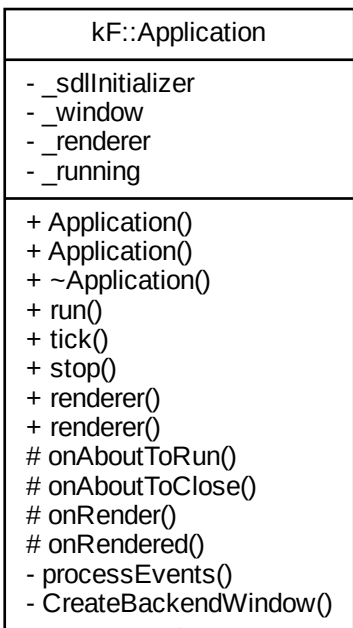 kF::Application
- _sdlInitializer
- _window
- _renderer
- _running
+ Application()
+ Application()
+ ~Application()
+ run()
+ tick()
+ stop()
+ renderer()
+ renderer()
# onAboutToRun()
# onAboutToClose()
# onRender()
# onRendered()
- processEvents()
- CreateBackendWindow()